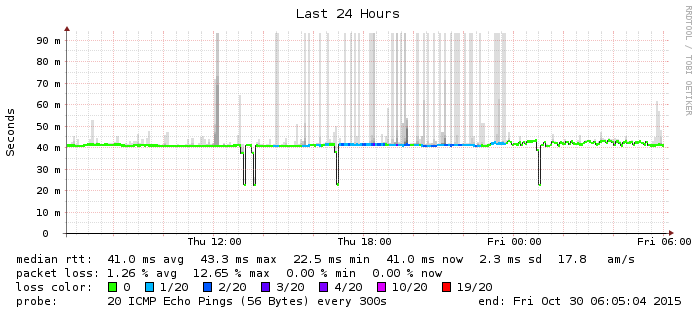 Last 24 Hours
RRDTOOL / TOBI OETIKER
Seconds
90 m
80 m
70 m
60 m
50 m
40 m
30 m
20 m
10 m
0
Thu 12:00 Thu 18:00 Fri 00:00 Fri 06:00
median rtt: 41.0 ms avg 43.3 ms max 22.5 ms min 41.0 ms now 2.3 ms sd 17.8 am/s
packet loss: 1.26 % avg 12.65 % max 0.00 % min 0.00 % now
loss color: 0 1/20 2/20 3/20 4/20 10/20 19/20
probe: 20 ICMP Echo Pings (56 Bytes) every 300s end: Fri Oct 30 06:05:04 2015